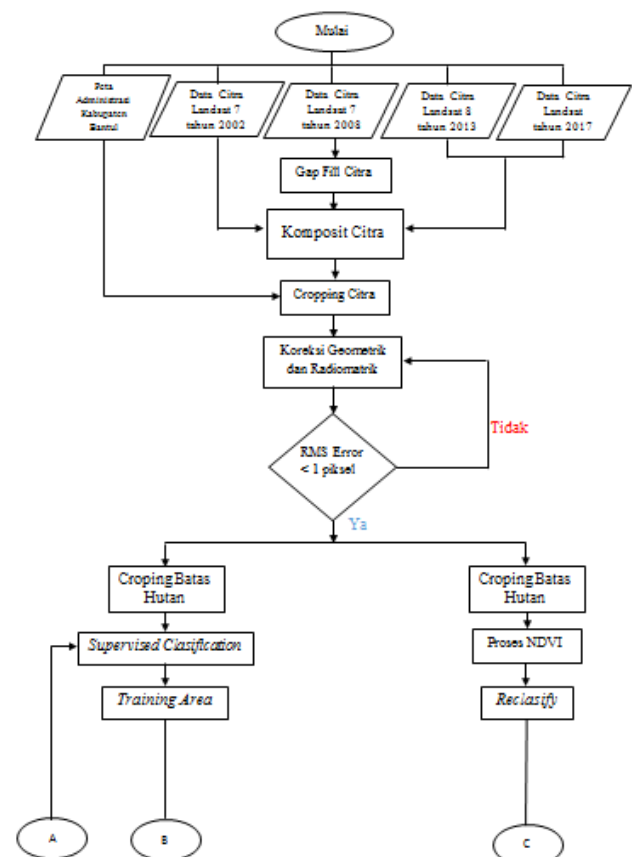 Mulai
Peta
Administrasi
Kabupaten
Bantul
Data Citra
Landsat 7
tahun 2002
Data Citra
Landsat 7
tahun 2008
Data Citra
Landsat 8
tahun 2013
Data Citra
Landsat
tahun 2017
Gap Fill Citra
Komposit Citra
Cropping Citra
Koreksi Geometrik
dan Radiomatrik
Tidak
RMS Error
< 1 piksel
Ya
Croping Batas
Hutan
Croping Batas
Hutan
Supervised Clasification
Proses NDVI
Training Area
Reclasify
A
B
C